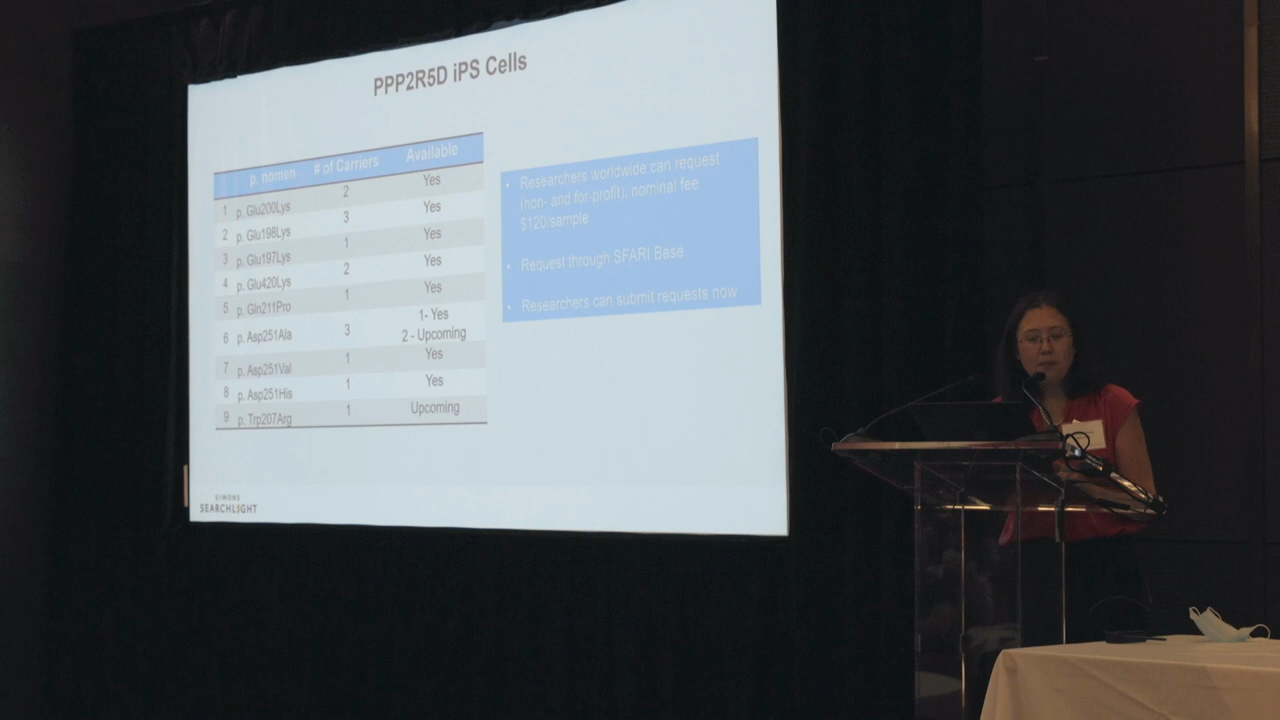 PPP2R5D iPS Cells
p. nomen # of Carriers Available
1 p. Glu200Lys 2 Yes
2 p. Glu198Lys 3 Yes
3 p. Glu197Lys 1 Yes
4 p. Glu420Lys 2 Yes
5 p. Gln211Pro 1 Yes
6 p. Asp251Ala 3 1- Yes
2 - Upcoming
7 p. Asp251Val 1 Yes
8 p. Asp251His 1 Yes
9 p. Trp207Arg 1 Upcoming
• Researchers worldwide can request
(non- and for-profit), nominal fee
$120/sample
• Request through SFARI Base
• Researchers can submit requests now
SIMONS
SEARCHLIGHT